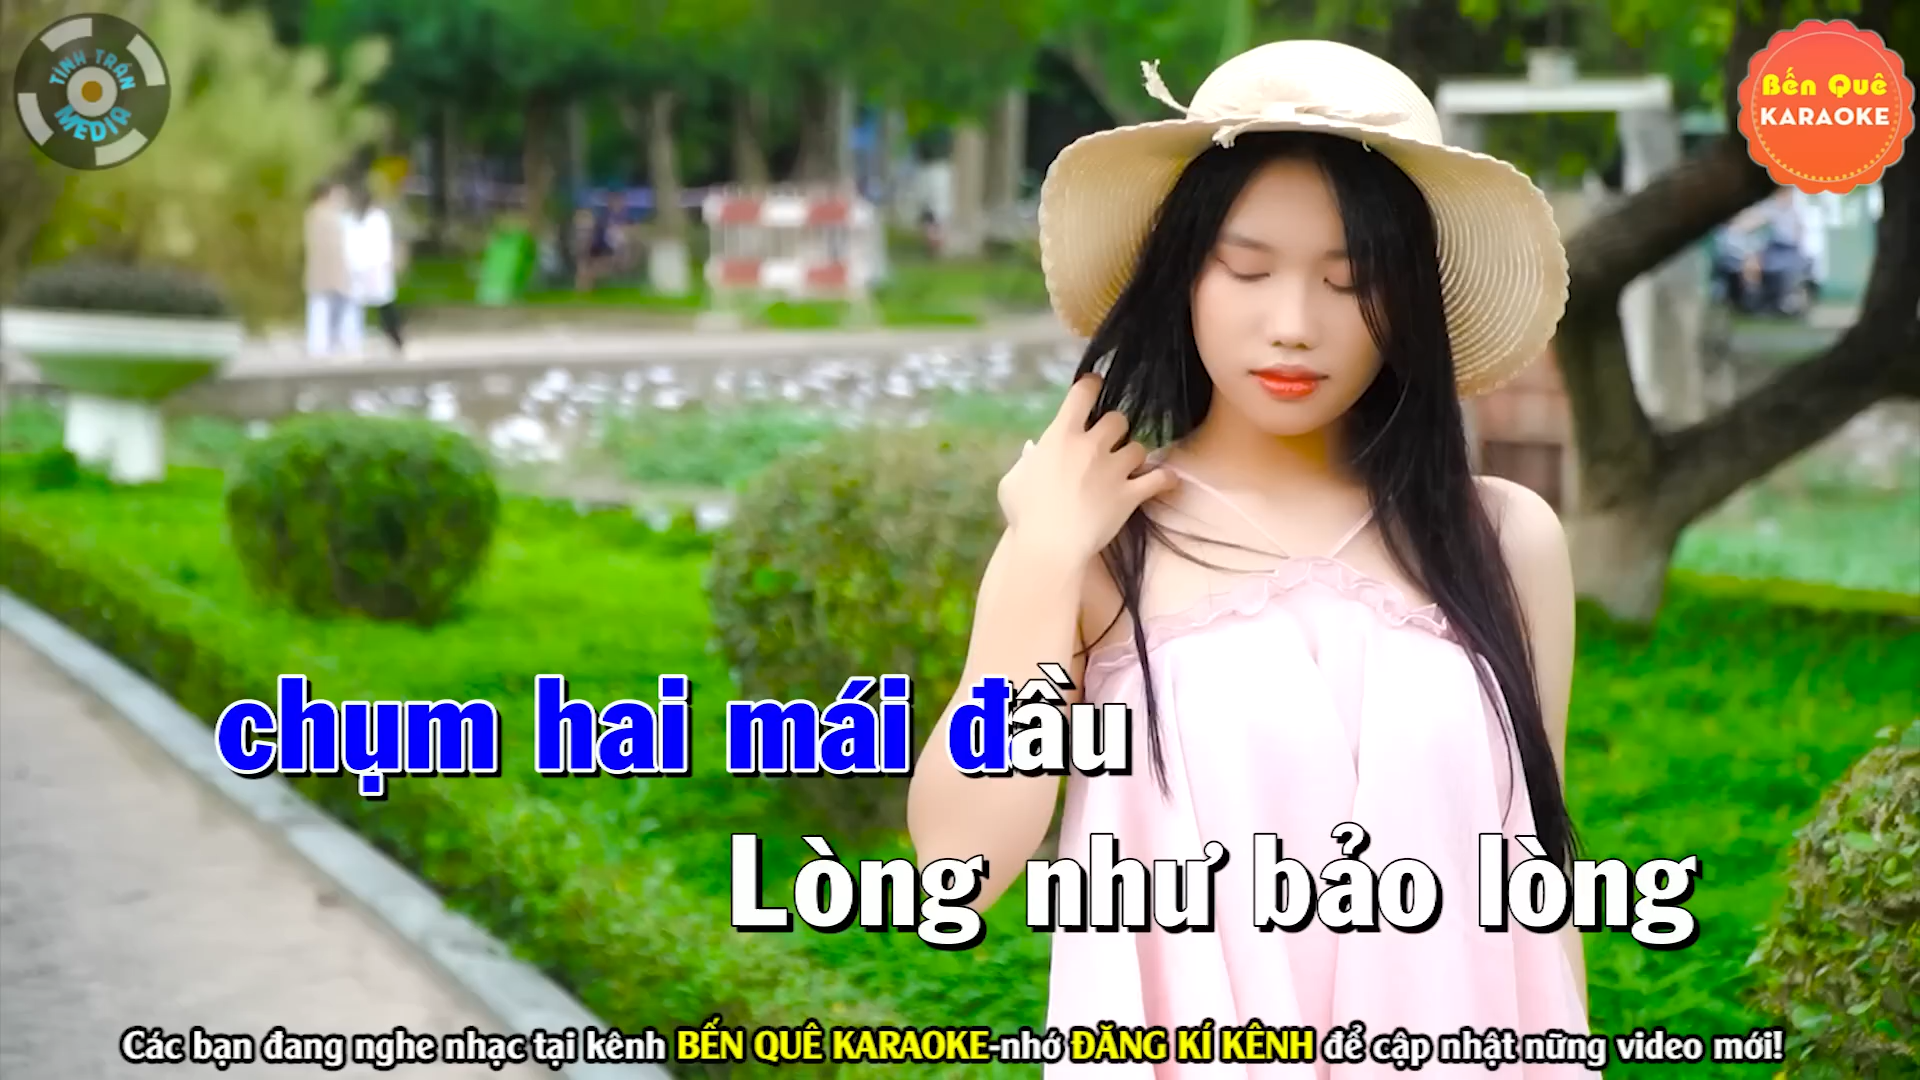 TÌNH TRẦN
MEDIA
Bến Quê
KARAOKE
chụm hai mái đầu
Lòng như bảo lòng
Các bạn đang nghe nhạc tại kênh BẾN QUÊ KARAOKE-nhớ ĐĂNG KÍ KÊNH để cập nhật nững video mới!